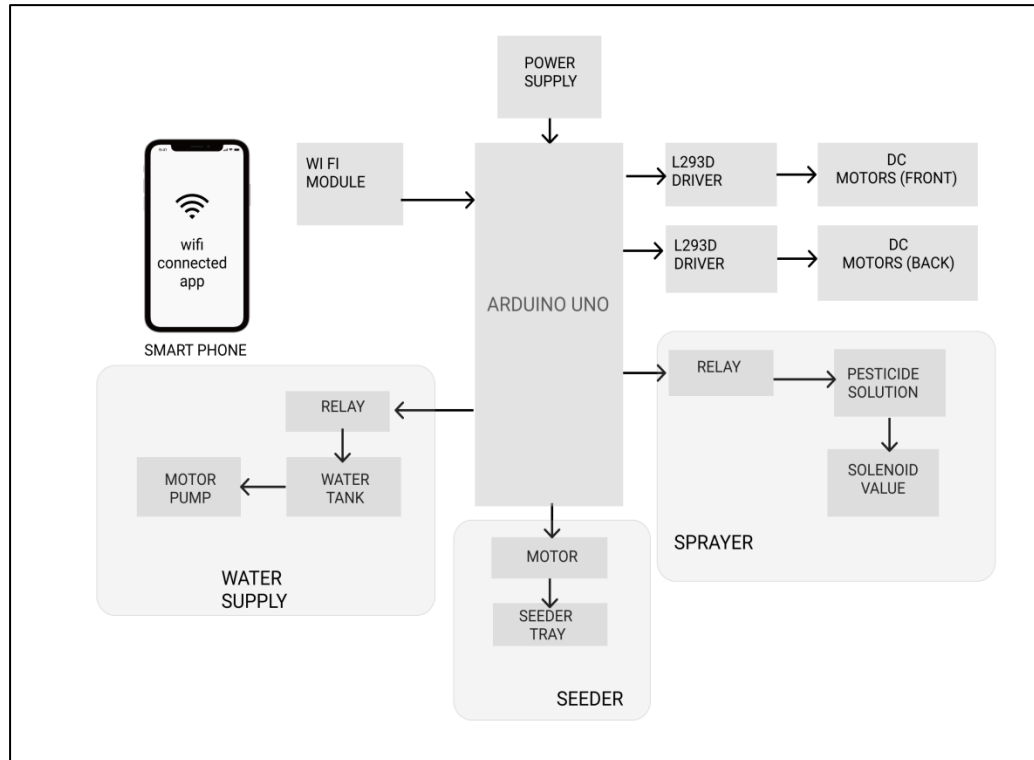 POWER
SUPPLY
WI FI
MODULE
L293D
DRIVER
DC
MOTORS (FRONT)
wifi
connected
app
SMART PHONE
ARDUINO UNO
L293D
DRIVER
DC
MOTORS (BACK)
RELAY
WATER
TANK
MOTOR
PUMP
WATER
SUPPLY
MOTOR
SEEDER
TRAY
SEEDER
RELAY
PESTICIDE
SOLUTION
SOLENOID
VALUE
SPRAYER